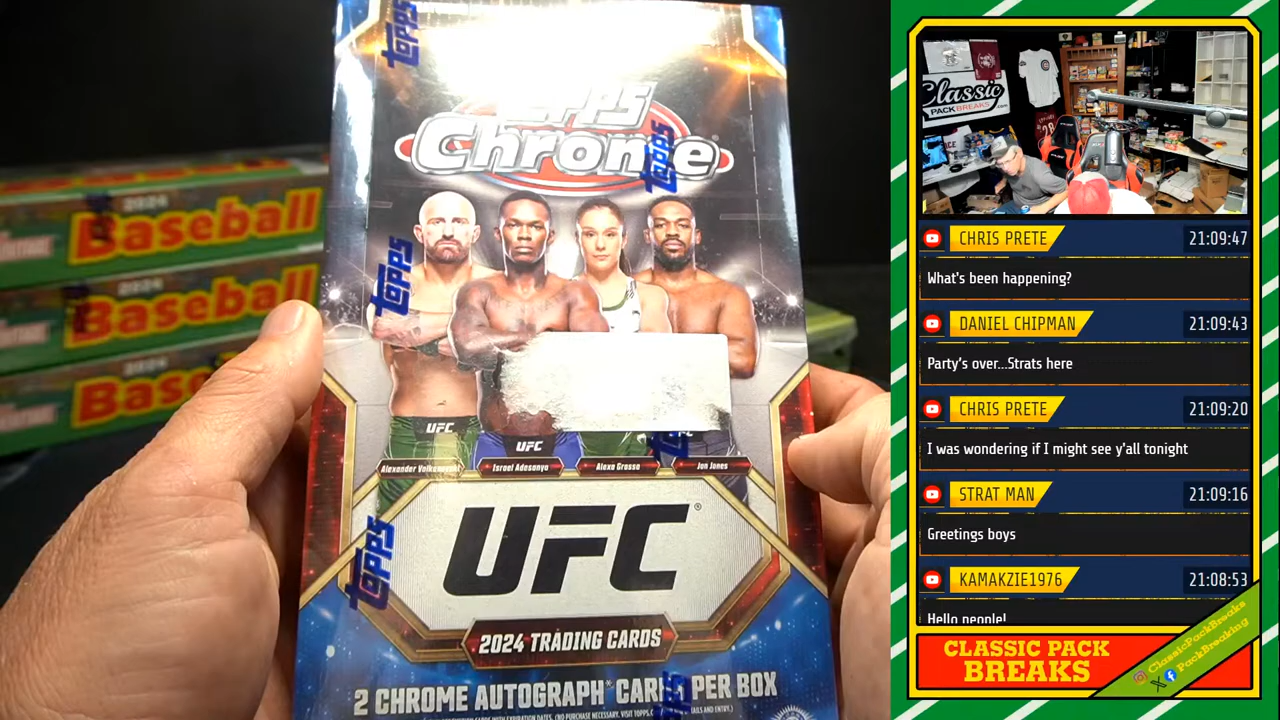 TOPPS
Topps
Chrome
TOPPS
TOPPS
TOPPS
UFC
UFC
Alexander Volkanovski
Israel Adesanya
Alexa Grasso
Jon Jones
UFC®
2024 TRADING CARDS
2 CHROME AUTOGRAPH* CARDS PER BOX
2024
Baseball
2024
Baseball
Baseball
Classic
PACK BREAKS.com
CHRIS PRETE 21:09:47
What's been happening?
DANIEL CHIPMAN 21:09:43
Party's over...Strats here
CHRIS PRETE 21:09:20
I was wondering if I might see y'all tonight
STRAT MAN 21:09:16
Greetings boys
KAMAKZIE1976 21:08:53
Hello people!
CLASSIC PACK
BREAKS
ClassicPackBreaks
PackBreaking